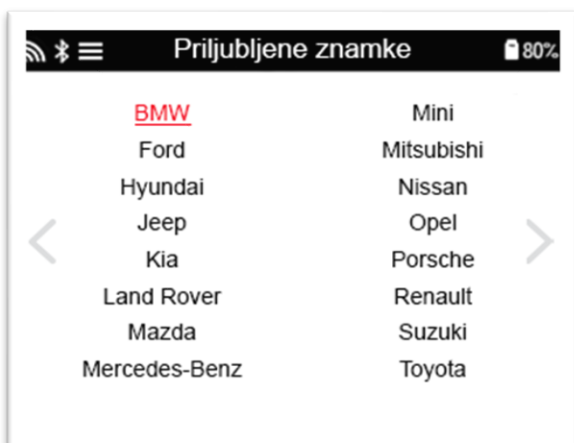 Priljubljene znamke 80%
BMW
Ford
Hyundai
Jeep
Kia
Land Rover
Mazda
Mercedes-Benz
Mini
Mitsubishi
Nissan
Opel
Porsche
Renault
Suzuki
Toyota